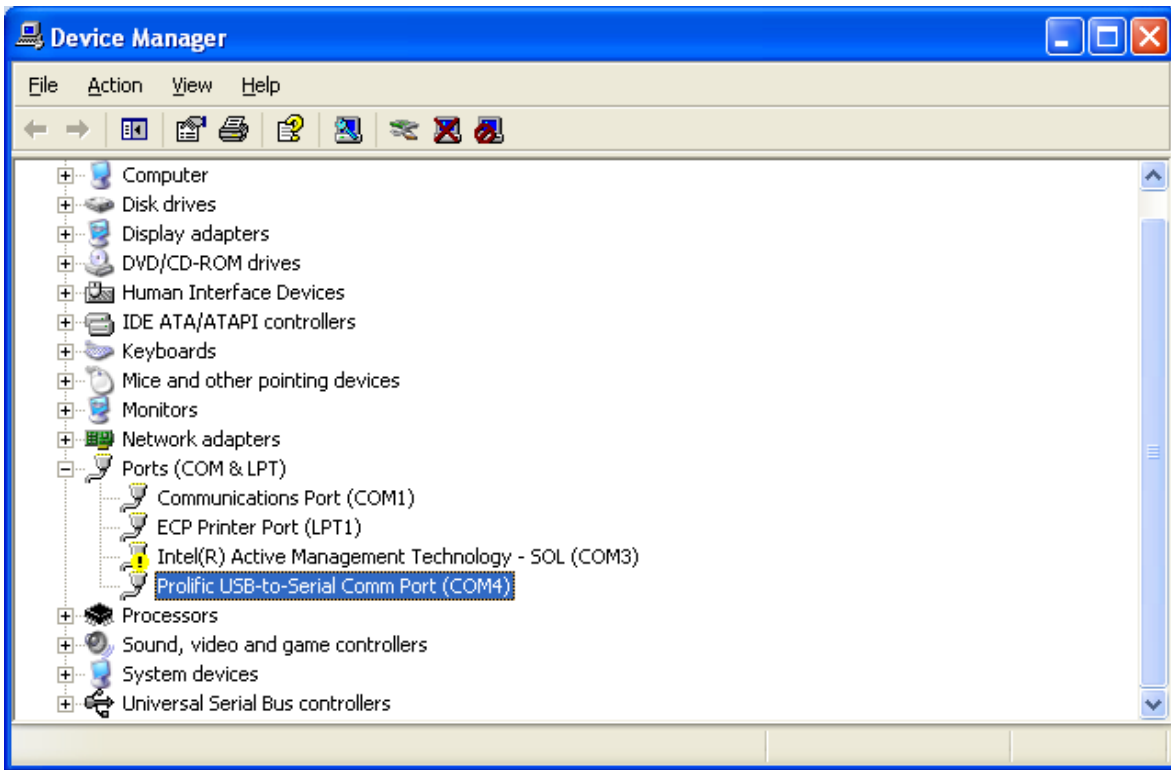 Device Manager
File Action View Help
Computer
Disk drives
Display adapters
DVD/CD-ROM drives
Human Interface Devices
IDE ATA/ATAPI controllers
Keyboards
Mice and other pointing devices
Monitors
Network adapters
Ports (COM & LPT)
Communications Port (COM1)
ECP Printer Port (LPT1)
Intel(R) Active Management Technology - SOL (COM3)
Prolific USB-to-Serial Comm Port (COM4)
Processors
Sound, video and game controllers
System devices
Universal Serial Bus controllers